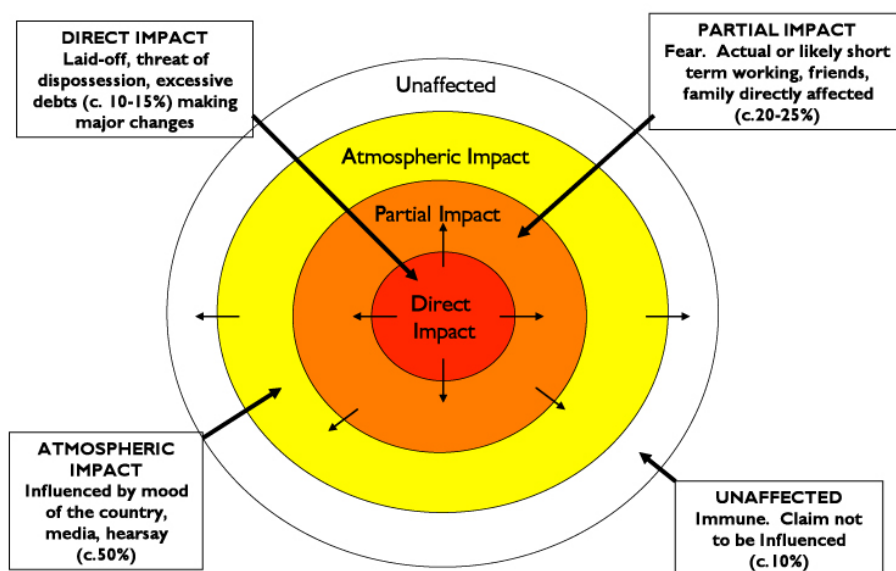 DIRECT IMPACT
Laid-off, threat of
dispossession, excessive
debts (c. 10-15%) making
major changes
PARTIAL IMPACT
Fear.  Actual or likely short
term working, friends,
family directly affected
(c.20-25%)
Unaffected
Atmospheric Impact
Partial Impact
Direct
Impact
ATMOSPHERIC
IMPACT
Influenced by mood
of the country,
media, hearsay
(c.50%)
UNAFFECTED
Immune.  Claim not
to be Influenced
(c.10%)